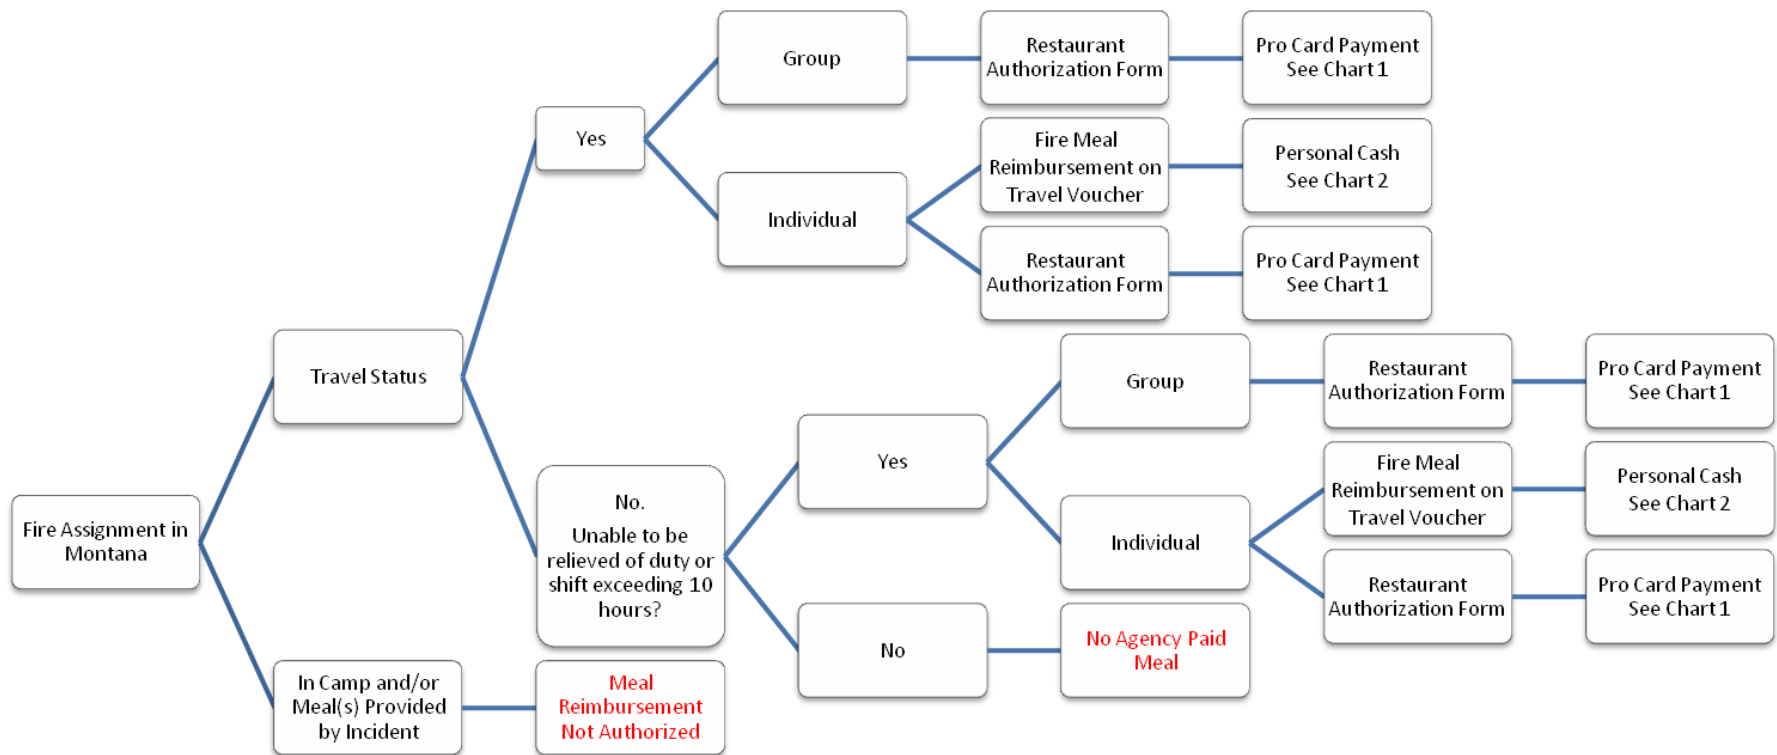 Group
Restaurant
Authorization Form
Pro Card Payment
See Chart 1
Yes
Fire Meal
Reimbursement on
Travel Voucher
Personal Cash
See Chart 2
Individual
Restaurant
Authorization Form
Pro Card Payment
See Chart 1
Travel Status
Group
Restaurant
Authorization Form
Pro Card Payment
See Chart 1
Yes
Fire Meal
Reimbursement on
Travel Voucher
Personal Cash
See Chart 2
Fire Assignment in
Montana
No.
Unable to be
relieved of duty or
shift exceeding 10
hours?
Individual
Restaurant
Authorization Form
Pro Card Payment
See Chart 1
No
No Agency Paid
Meal
In Camp and/or
Meal(s) Provided
by Incident
Meal
Reimbursement
Not Authorized